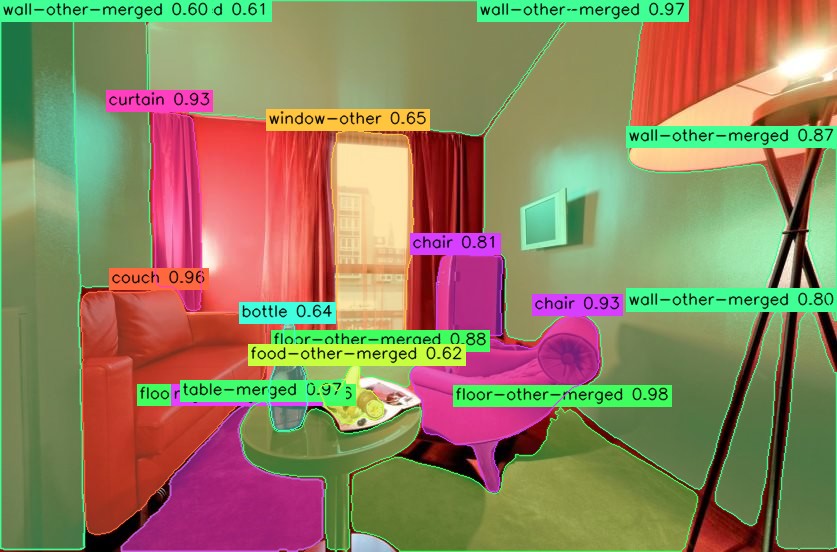 wall-other-merged 0.60
d 0.61
wall-other--merged 0.97
curtain 0.93
window-other 0.65
wall-other-merged 0.87
chair 0.81
couch 0.96
chair 0.93
wall-other-merged 0.80
bottle 0.64
floor-other-merged 0.88
food-other-merged 0.62
floo
table-merged 0.97
6
floor-other-merged 0.98